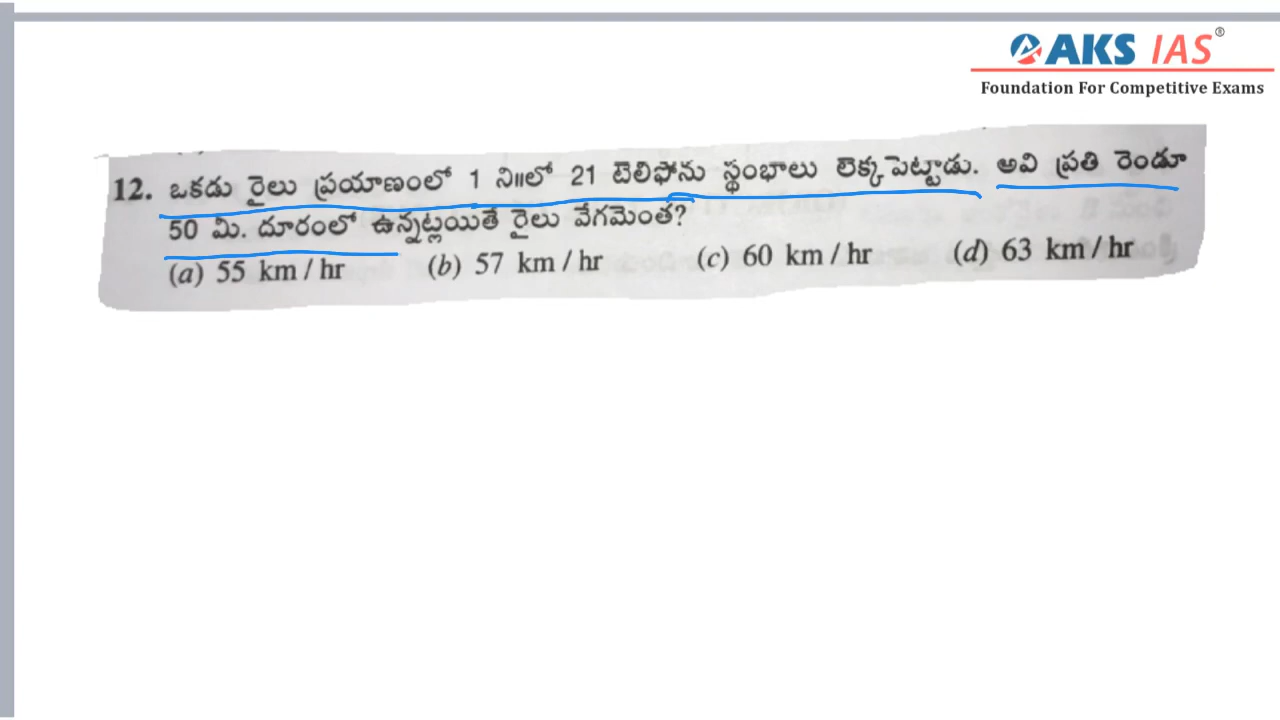 AKS IAS®
Foundation For Competitive Exams
12. ఒకడు రైలు ప్రయాణంలో 1 ని॥లో 21 టెలిఫోను స్థంభాలు లెక్కపెట్టాడు. అవి ప్రతి రెండూ
50 మీ. దూరంలో ఉన్నట్లయితే రైలు వేగమెంత?
(a) 55 km / hr (b) 57 km / hr (c) 60 km / hr (d) 63 km / hr